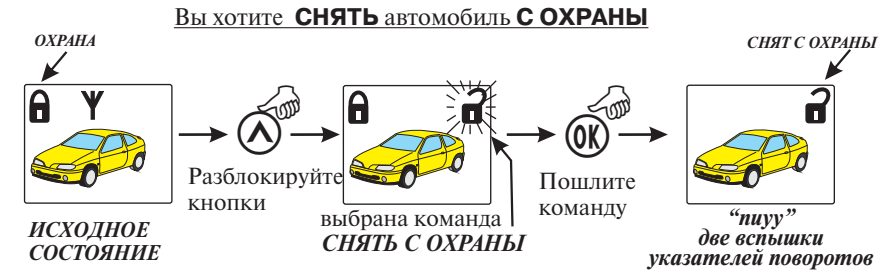 Вы хотите СНЯТЬ автомобиль С ОХРАНЫ
ОХРАНА
СНЯТ С ОХРАНЫ
OK
Разблокируйте
кнопки
Пошлите
команду
ИСХОДНОЕ
СОСТОЯНИЕ
выбрана команда
СНЯТЬ С ОХРАНЫ
“пиуу”
две вспышки
указателей поворотов